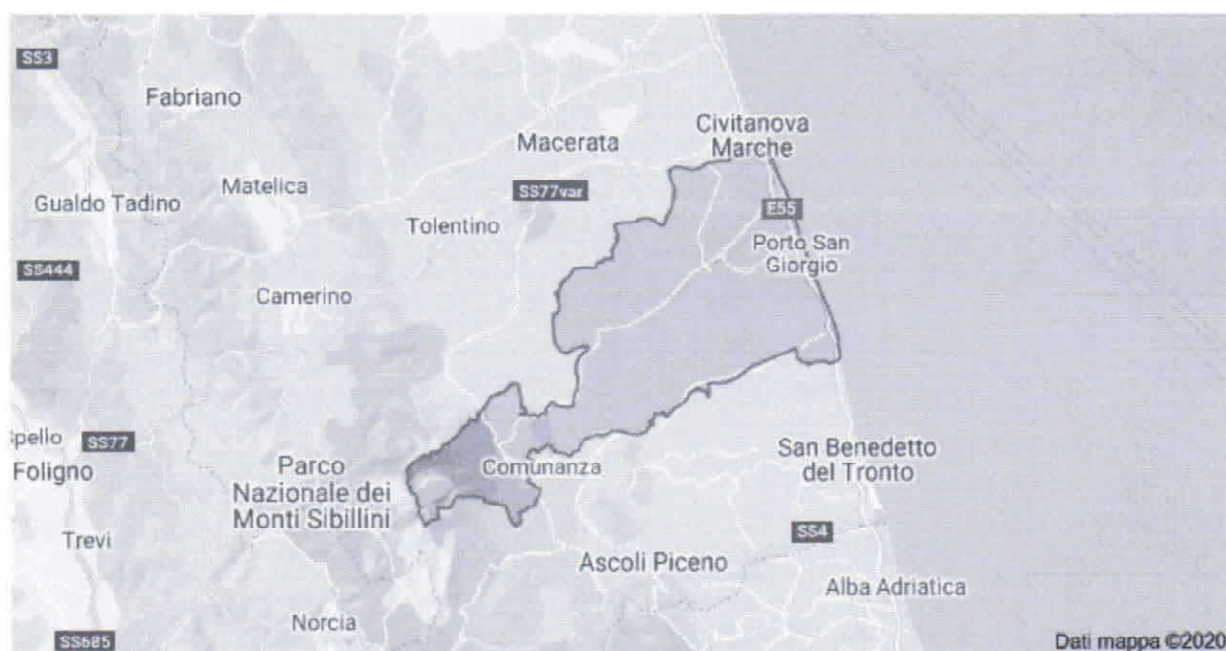 SS3
Fabriano
Civitanova
Marche
Macerata
Matelica
SS77var
Gualdo Tadino
E55
Tolentino
Porto San
Giorgio
SS444
Camerino
Spello
SS77
Foligno
Parco
Nazionale dei
Monti Sibillini
Comunanza
San Benedetto
del Tronto
Trevi
SS4
Ascoli Piceno
Alba Adriatica
Norcia
SS685
Dati mappa ©2020